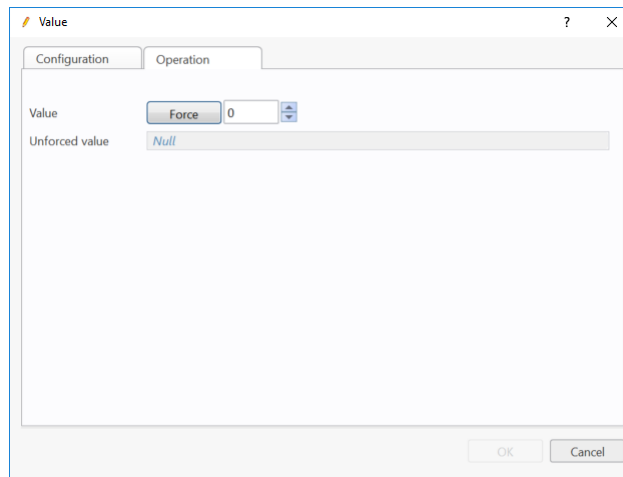 Value ?
Configuration Operation
Value Force 0
Unforced value Null
OK Cancel